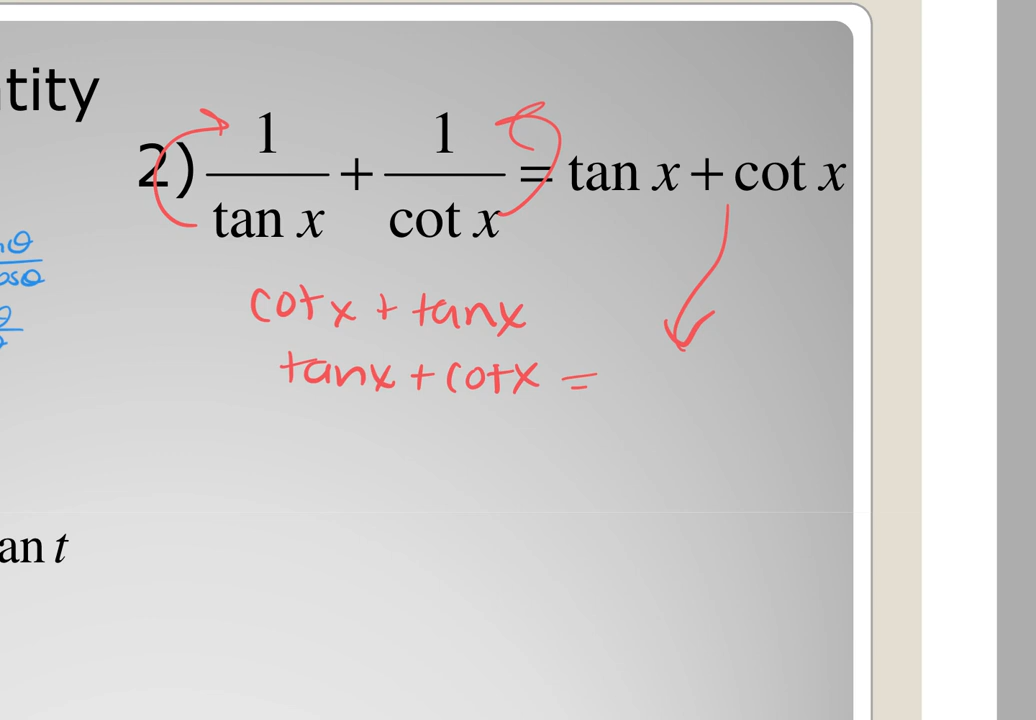 tity
2) 1/tan x + 1/cot x = tan x + cot x
cot x + tan x
tan x + cot x =
an t